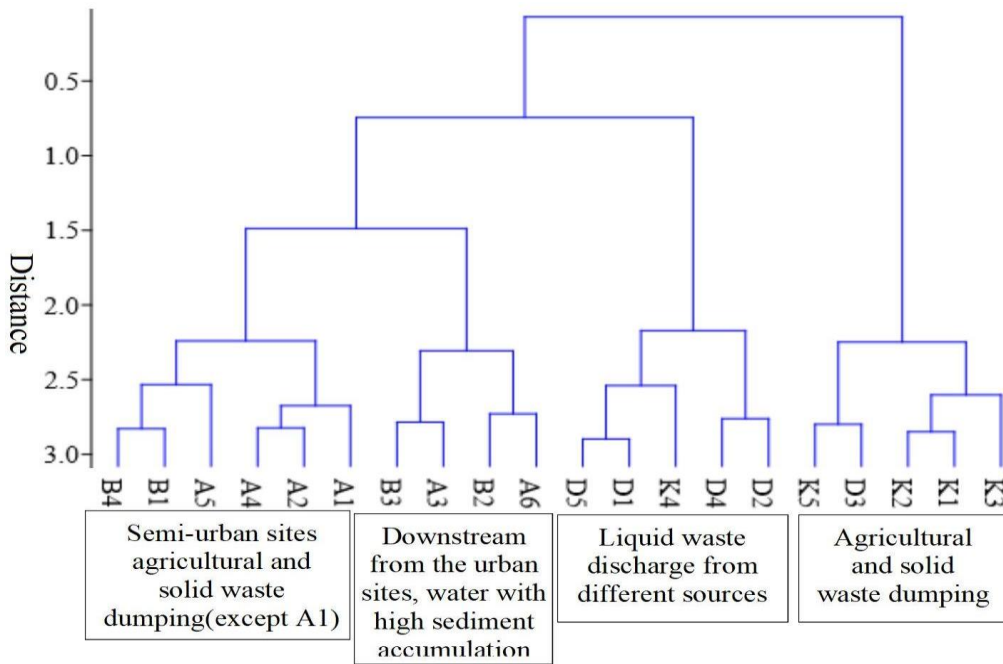 0.5
1.0
1.5
2.0
2.5
3.0
Distance
B4 B1 A5 A4 A2 A1 B3 A3 B2 A6 D5 D1 K4 D4 D2 K5 D3 K2 K1 K3
Semi-urban sites
agricultural and
solid waste
dumping(except A1)
Downstream
from the urban
sites, water with
high sediment
accumulation
Liquid waste
discharge from
different sources
Agricultural
and solid
waste dumping